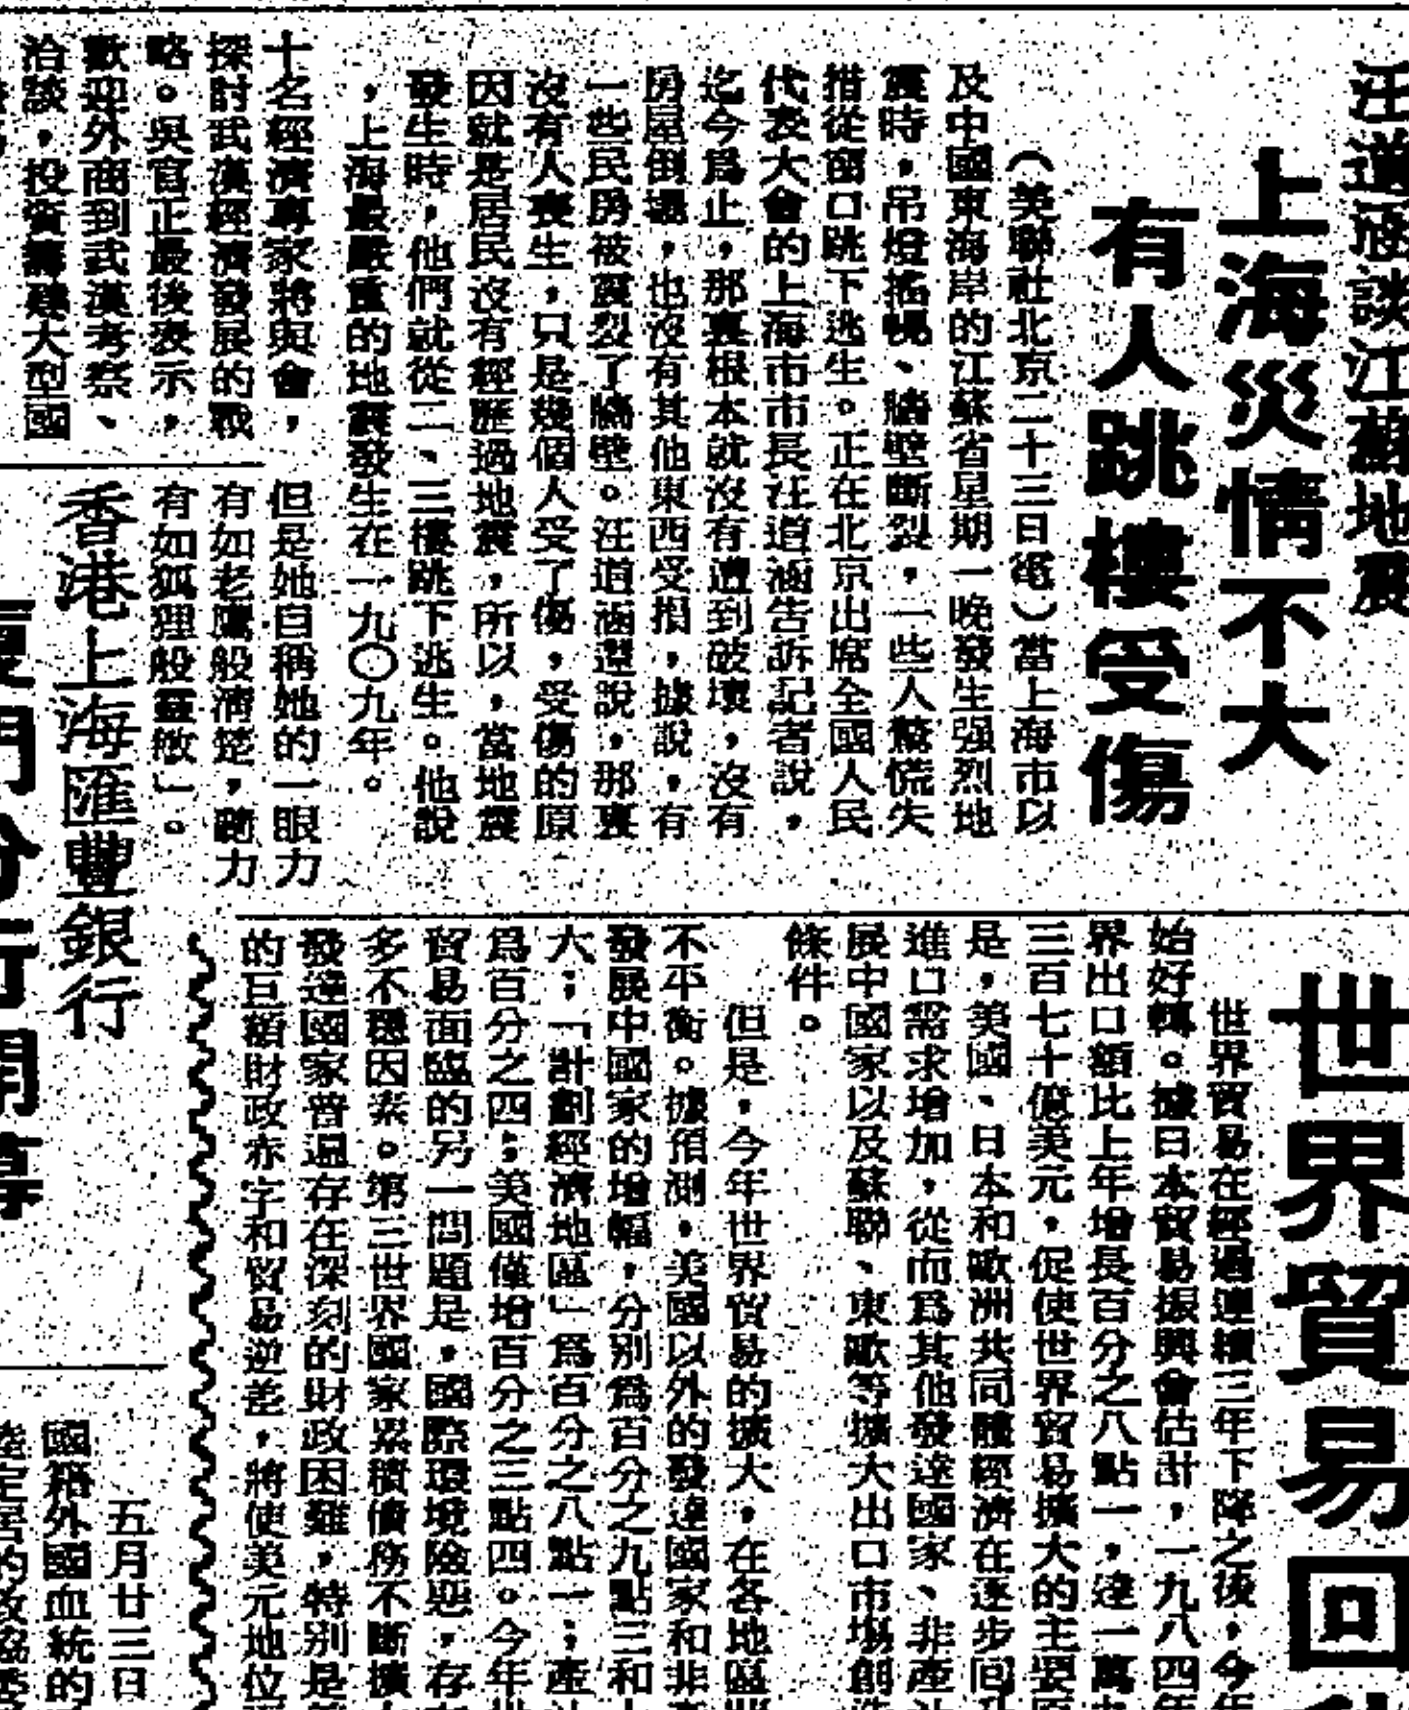 汪道涵談江蘇地震
上海災情不大
有人跳樓受傷
（美聯社北京二十三日電）當上海市以
及中國東海岸的江蘇省星期一晚發生强烈地
震時，吊燈搖晃、牆壁斷裂，一些人驚慌失
措從窗口跳下逃生。正在北京出席全國人民
代表大會的上海市市長汪道涵告訴記者說，
迄今爲止，那裏根本就沒有遭到破壞，沒有
房屋倒塌，也沒有其他東西受損，據說，有
一些民房被震裂了牆壁。汪道涵還說，那裏
沒有人喪生，只是幾個人受了傷，受傷的原
因就是居民沒有經歷過地震，所以，當地震
發生時，他們就從二、三樓跳下逃生。他說
，上海最嚴重的地震發生在一九〇九年。
十名經濟專家將與會，
探討武漢經濟發展的戰
略。吳官正最後表示，
歡迎外商到武漢考察、
洽談，投資籌建大型國
但是她自稱她的一眼力
有如老鷹般清楚，聽力
有如狐狸般靈敏」。
香港上海匯豐銀行
廈門分行開幕
世界貿易回
世界貿易在經過連續三年下降之後，今年
始好轉。據日本貿易振興會估計，一九八四年
界出口額比上年增長百分之八點一，達一萬九
三百七十億美元，促使世界貿易擴大的主要原
是，美國、日本和歐洲共同體經濟在逐步回升
進口需求增加，從而爲其他發達國家、非產油
展中國家以及蘇聯、東歐等擴大出口市場創造
條件。
但是，今年世界貿易的擴大，在各地區
不平衡。據預測，美國以外的發達國家和非產
發展中國家的增幅，分別爲百分之九點三和
大；「計劃經濟地區」爲百分之八點一；產油
爲百分之四；美國僅增百分之三點四。今年世
貿易面臨的另一問題是，國際環境險惡，存在
多不穩因素。第三世界國家累積債務不斷擴
發達國家普遍存在深刻的財政困難，特別是
的巨額財政赤字和貿易逆差，將使美元地位
五月廿三日
國籍外國血統的
陸定居的政協委